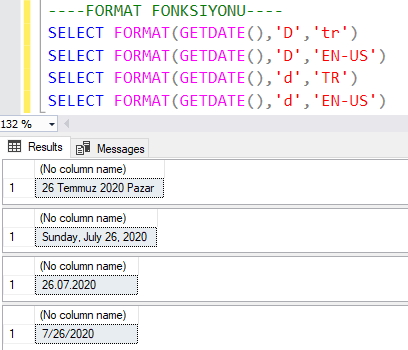 ----FORMAT FONKSIYONU----
SELECT FORMAT(GETDATE(),'D','tr')
SELECT FORMAT(GETDATE(),'D','EN-US')
SELECT FORMAT(GETDATE(),'d','TR')
SELECT FORMAT(GETDATE(),'d','EN-US')
132 %
Results Messages
(No column name)
1 26 Temmuz 2020 Pazar
(No column name)
1 Sunday, July 26, 2020
(No column name)
1 26.07.2020
(No column name)
1 7/26/2020